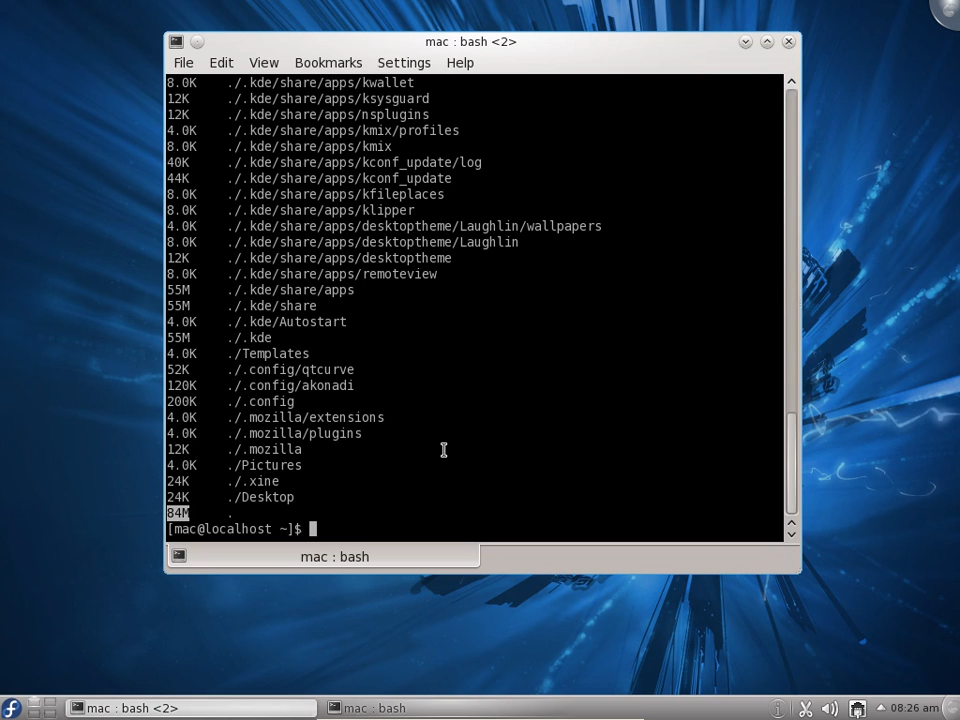 mac : bash <2>
File Edit View Bookmarks Settings Help
8.0K ./.kde/share/apps/kwallet
12K ./.kde/share/apps/ksysguard
12K ./.kde/share/apps/nsplugins
4.0K ./.kde/share/apps/kmix/profiles
8.0K ./.kde/share/apps/kmix
40K ./.kde/share/apps/kconf_update/log
44K ./.kde/share/apps/kconf_update
8.0K ./.kde/share/apps/kfileplaces
8.0K ./.kde/share/apps/klipper
4.0K ./.kde/share/apps/desktoptheme/Laughlin/wallpapers
8.0K ./.kde/share/apps/desktoptheme/Laughlin
12K ./.kde/share/apps/desktoptheme
8.0K ./.kde/share/apps/remoteview
55M ./.kde/share/apps
55M ./.kde/share
4.0K ./.kde/Autostart
55M ./.kde
4.0K ./Templates
52K ./.config/qtcurve
120K ./.config/akonadi
200K ./.config
4.0K ./.mozilla/extensions
4.0K ./.mozilla/plugins
12K ./.mozilla
4.0K ./Pictures
24K ./.xine
24K ./Desktop
84M .
[mac@localhost ~]$
mac : bash
mac : bash <2> mac : bash 08:26 am